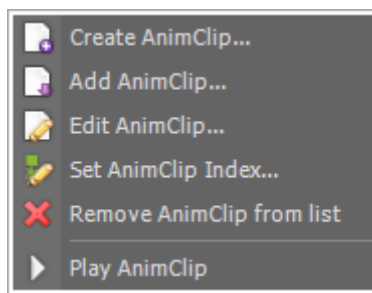 Create AnimClip...
Add AnimClip...
Edit AnimClip...
Set AnimClip Index...
Remove AnimClip from list
Play AnimClip